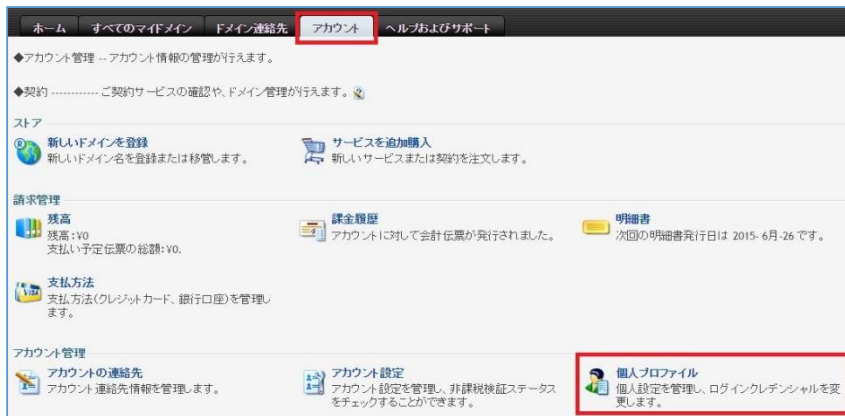 ホーム すべてのマイドメイン ドメイン連絡先 アカウント ヘルプおよびサポート
◆アカウント管理 -- アカウント情報の管理が行えます。
◆契約 ------------ ご契約サービスの確認や、ドメイン管理が行えます。
ストア
新しいドメインを登録
新しいドメイン名を登録または移管します。
サービスを追加購入
新しいサービスまたは契約を注文します。
請求管理
残高
残高:¥0
支払い予定伝票の総額:¥0.
課金履歴
アカウントに対して会計伝票が発行されました。
明細書
次回の明細書発行日は 2015- 6月-26 です。
支払方法
支払方法(クレジットカード、銀行口座)を管理し
ます。
アカウント管理
アカウントの連絡先
アカウント連絡先情報を管理します。
アカウント設定
アカウント設定を管理し、非課税検証ステータス
をチェックすることができます。
個人プロファイル
個人設定を管理し、ログインクレデンシャルを変
更します。